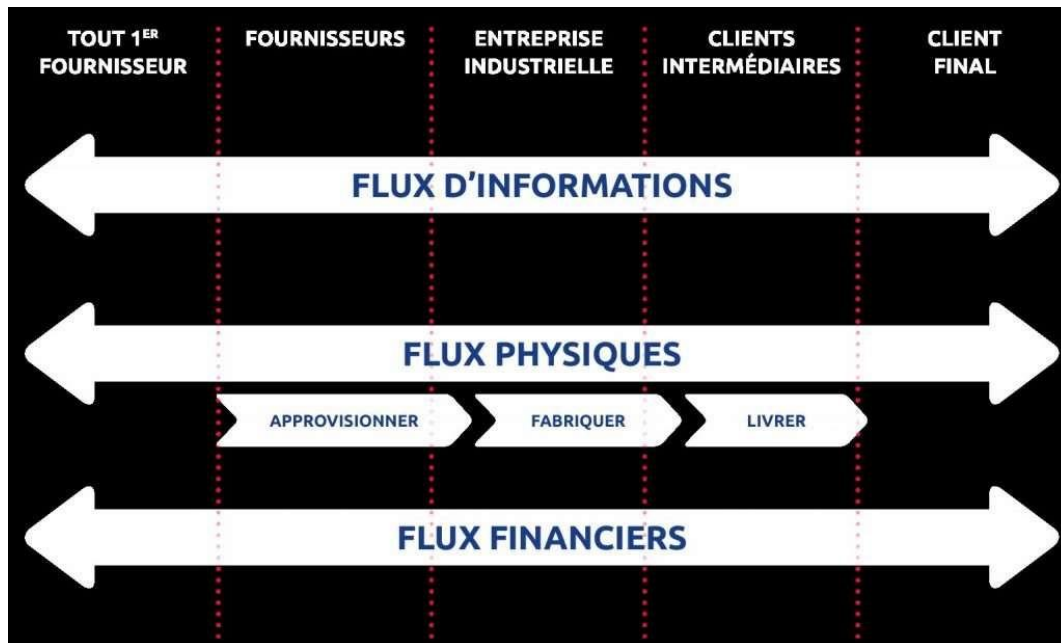 TOUT 1ER
FOURNISSEUR
FOURNISSEURS
ENTREPRISE
INDUSTRIELLE
CLIENTS
INTERMÉDIAIRES
CLIENT
FINAL
FLUX D'INFORMATIONS
FLUX PHYSIQUES
APPROVISIONNER
FABRIQUER
LIVRER
FLUX FINANCIERS